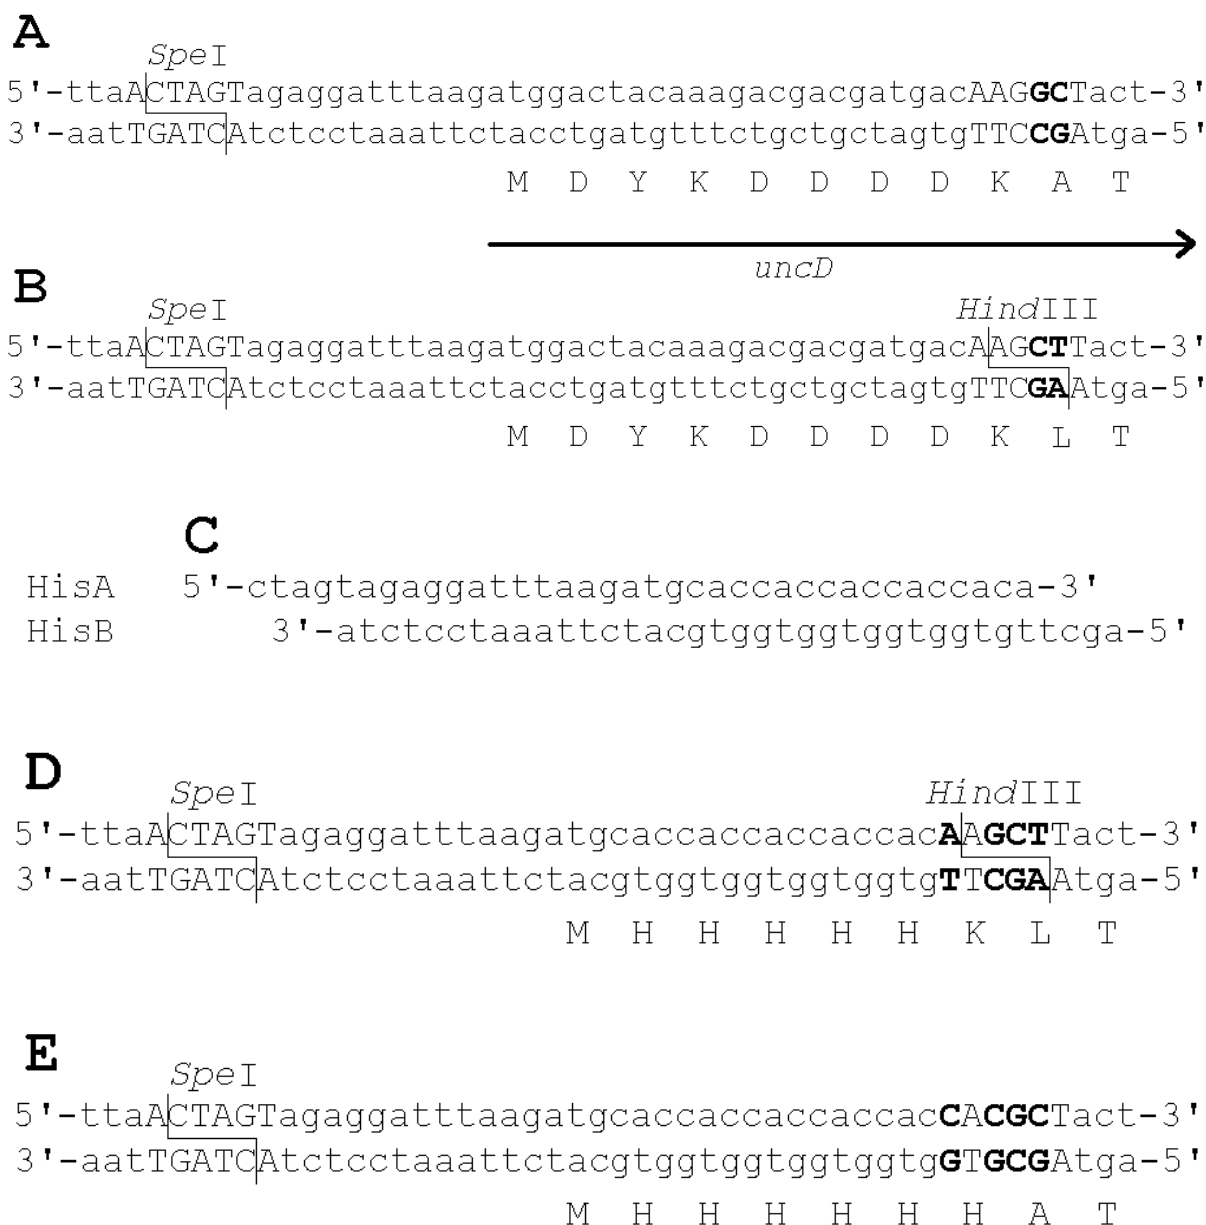 A
SpeI
5'-ttaACTAGTagaggatttaagatggactacaaagacgacgatgacAAGGCTact-3'
3'-aatTGATCAtctcctaaattctacctgatgtttctgctgctagtgTTCCGAtga-5'
M D Y K D D D D K A T
uncD
B
SpeI HindIII
5'-ttaACTAGTagaggatttaagatggactacaaagacgacgatgacAAGCTTact-3'
3'-aatTGATCAtctcctaaattctacctgatgtttctgctgctagtgTTCGAAtga-5'
M D Y K D D D D K L T
C
HisA 5'-ctagtagaggatttaagatgcaccaccaccaccaca-3'
HisB 3'-atctcctaaattctacgtggtggtggtggtgttcga-5'
D
SpeI HindIII
5'-ttaACTAGTagaggatttaagatgcaccaccaccaccacAAGCTTact-3'
3'-aatTGATCAtctcctaaattctacgtggtggtggtggtgTTCGAAtga-5'
M H H H H H K L T
E
SpeI
5'-ttaACTAGTagaggatttaagatgcaccaccaccaccacCACGCTact-3'
3'-aatTGATCAtctcctaaattctacgtggtggtggtggtgGTGCGAtga-5'
M H H H H H H A T